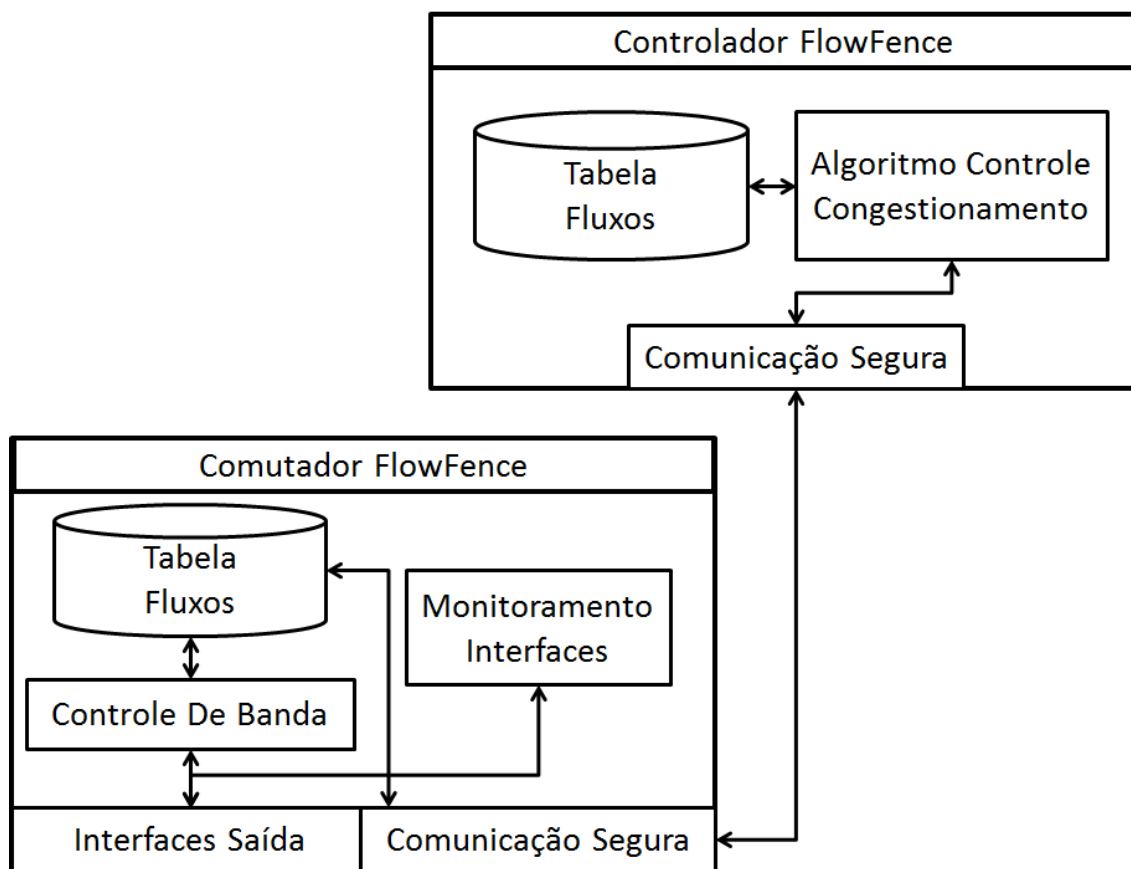 Controlador FlowFence
Tabela
Fluxos
Algoritmo Controle
Congestionamento
Comunicação Segura
Comutador FlowFence
Tabela
Fluxos
Monitoramento
Interfaces
Controle De Banda
Interfaces Saída
Comunicação Segura